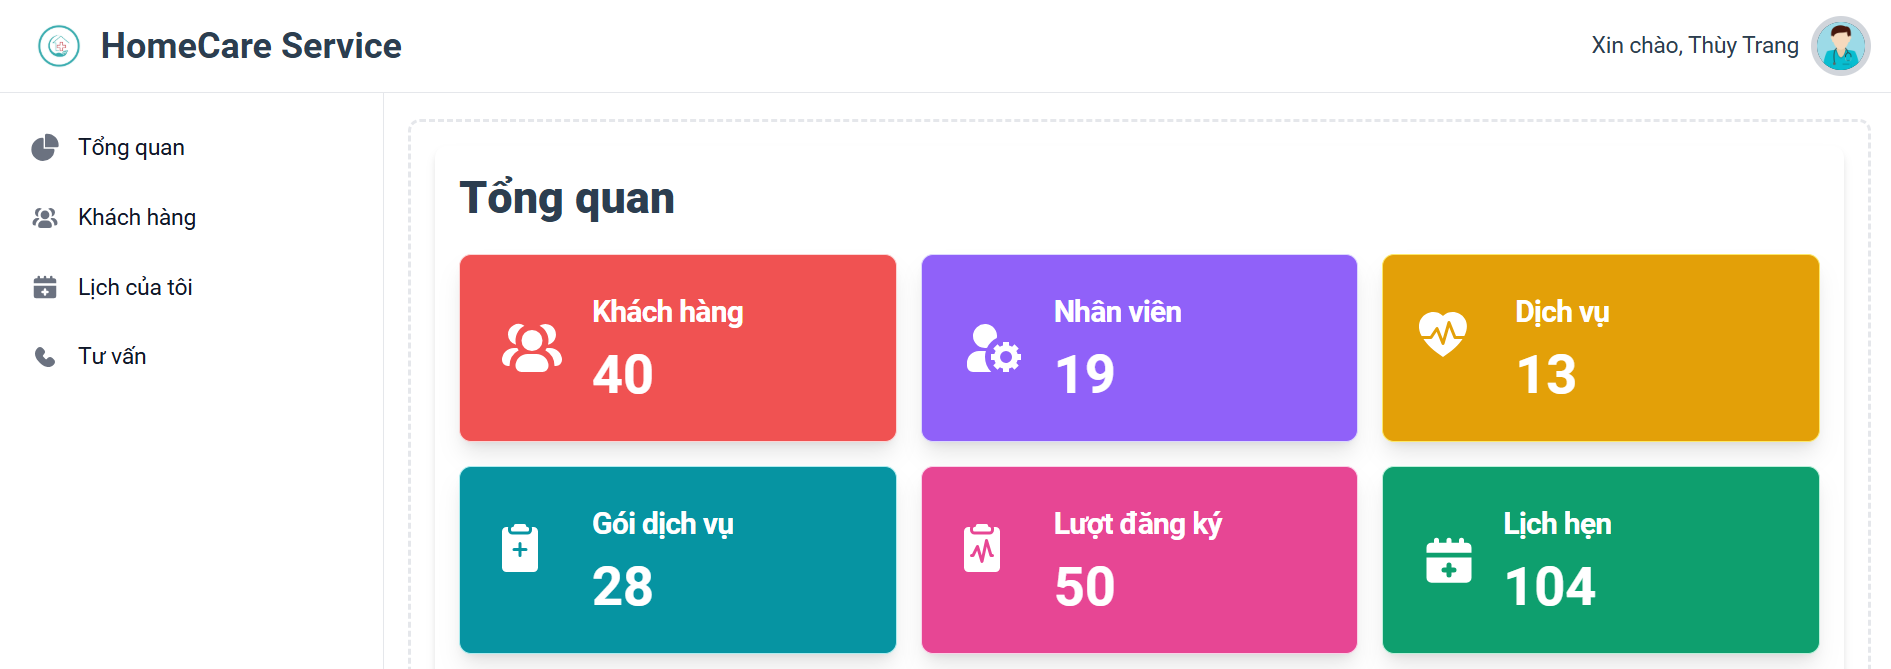 HomeCare Service
Xin chào, Thùy Trang
Tổng quan
Khách hàng
Lịch của tôi
Tư vấn
Tổng quan
Khách hàng
40
Nhân viên
19
Dịch vụ
13
Gói dịch vụ
28
Lượt đăng ký
50
Lịch hẹn
104